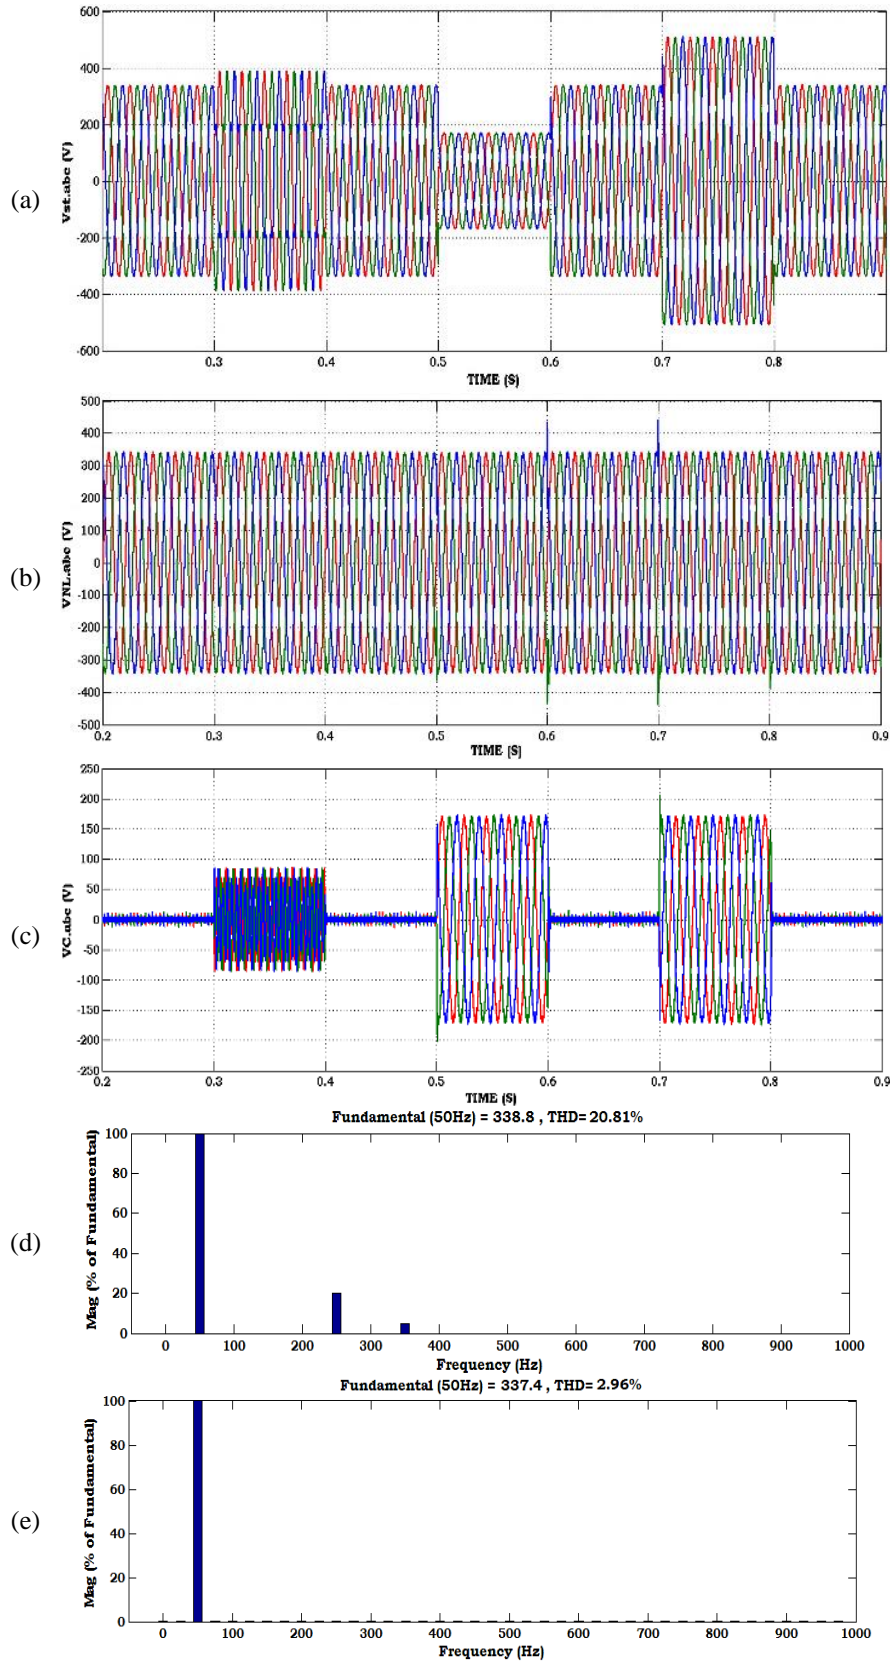 (a)
Vst.abc (V)
600
400
200
0
-200
-400
-600
0.3 0.4 0.5 0.6 0.7 0.8
TIME (S)
(b)
VNL.abc (V)
500
400
300
200
100
0
-100
-200
-300
-400
-500
0.2 0.3 0.4 0.5 0.6 0.7 0.8 0.9
TIME [S]
(c)
VC.abc (V)
250
200
150
100
50
0
-50
-100
-150
-200
-250
0.2 0.3 0.4 0.5 0.6 0.7 0.8 0.9
TIME (S)
Fundamental (50Hz) = 338.8 , THD= 20.81%
(d)
Mag (% of Fundamental)
100
80
60
40
20
0
0 100 200 300 400 500 600 700 800 900 1000
Frequency (Hz)
Fundamental (50Hz) = 337.4 , THD= 2.96%
(e)
Mag (% of Fundamental)
100
80
60
40
20
0
0 100 200 300 400 500 600 700 800 900 1000
Frequency (Hz)